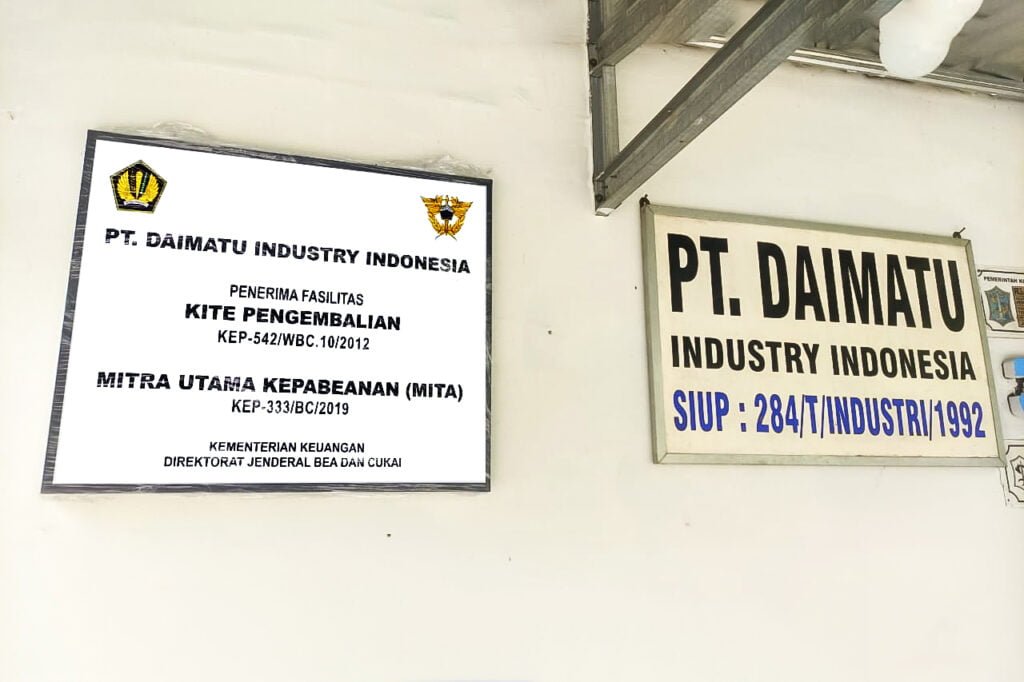 PT. DAIMATU INDUSTRY INDONESIA
PENERIMA FASILITAS
KITE PENGEMBALIAN
KEP-542/WBC.10/2012
MITRA UTAMA KEPABEANAN (MITA)
KEP-333/BC/2019
KEMENTERIAN KEUANGAN
DIREKTORAT JENDERAL BEA DAN CUKAI
PT. DAIMATU
INDUSTRY INDONESIA
SIUP : 284/T/INDUSTRI/1992
PEMERINTAH